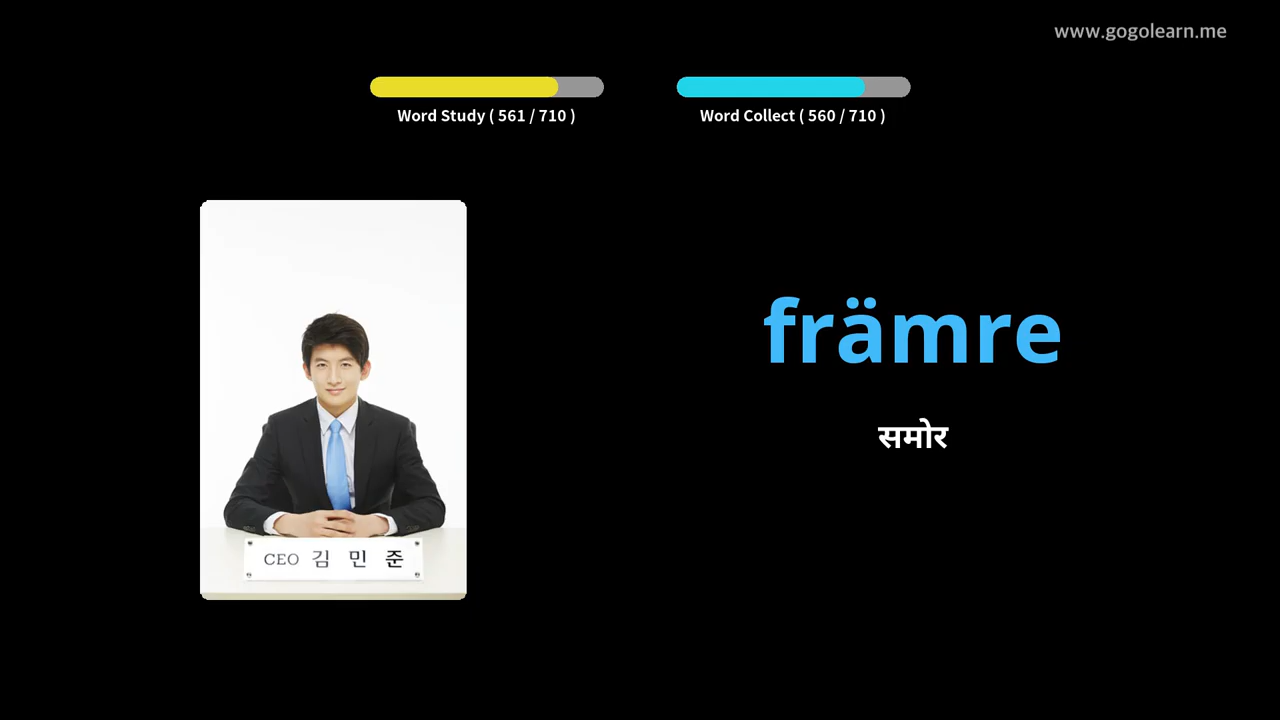 www.gogolearn.me
Word Study ( 561 / 710 )
Word Collect ( 560 / 710 )
främre
समोर
CEO 김 민 준